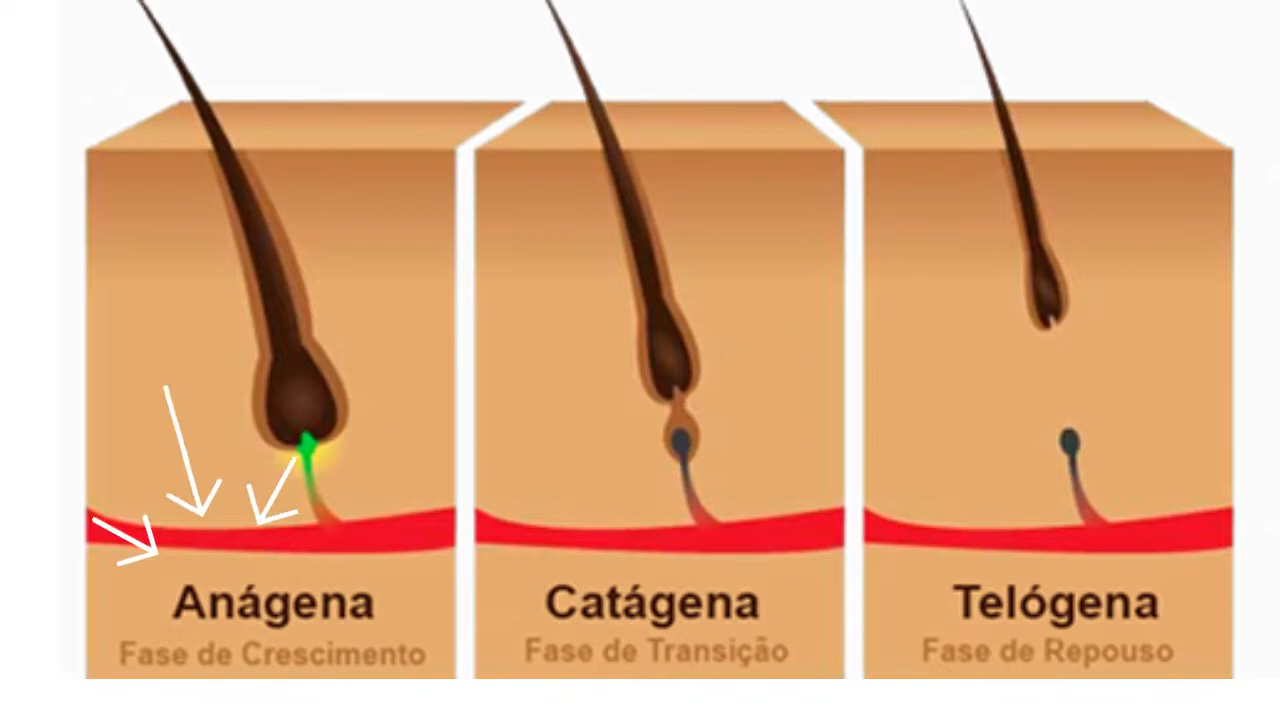 Anágena
Fase de Crescimento
Catágena
Fase de Transição
Telógena
Fase de Repouso